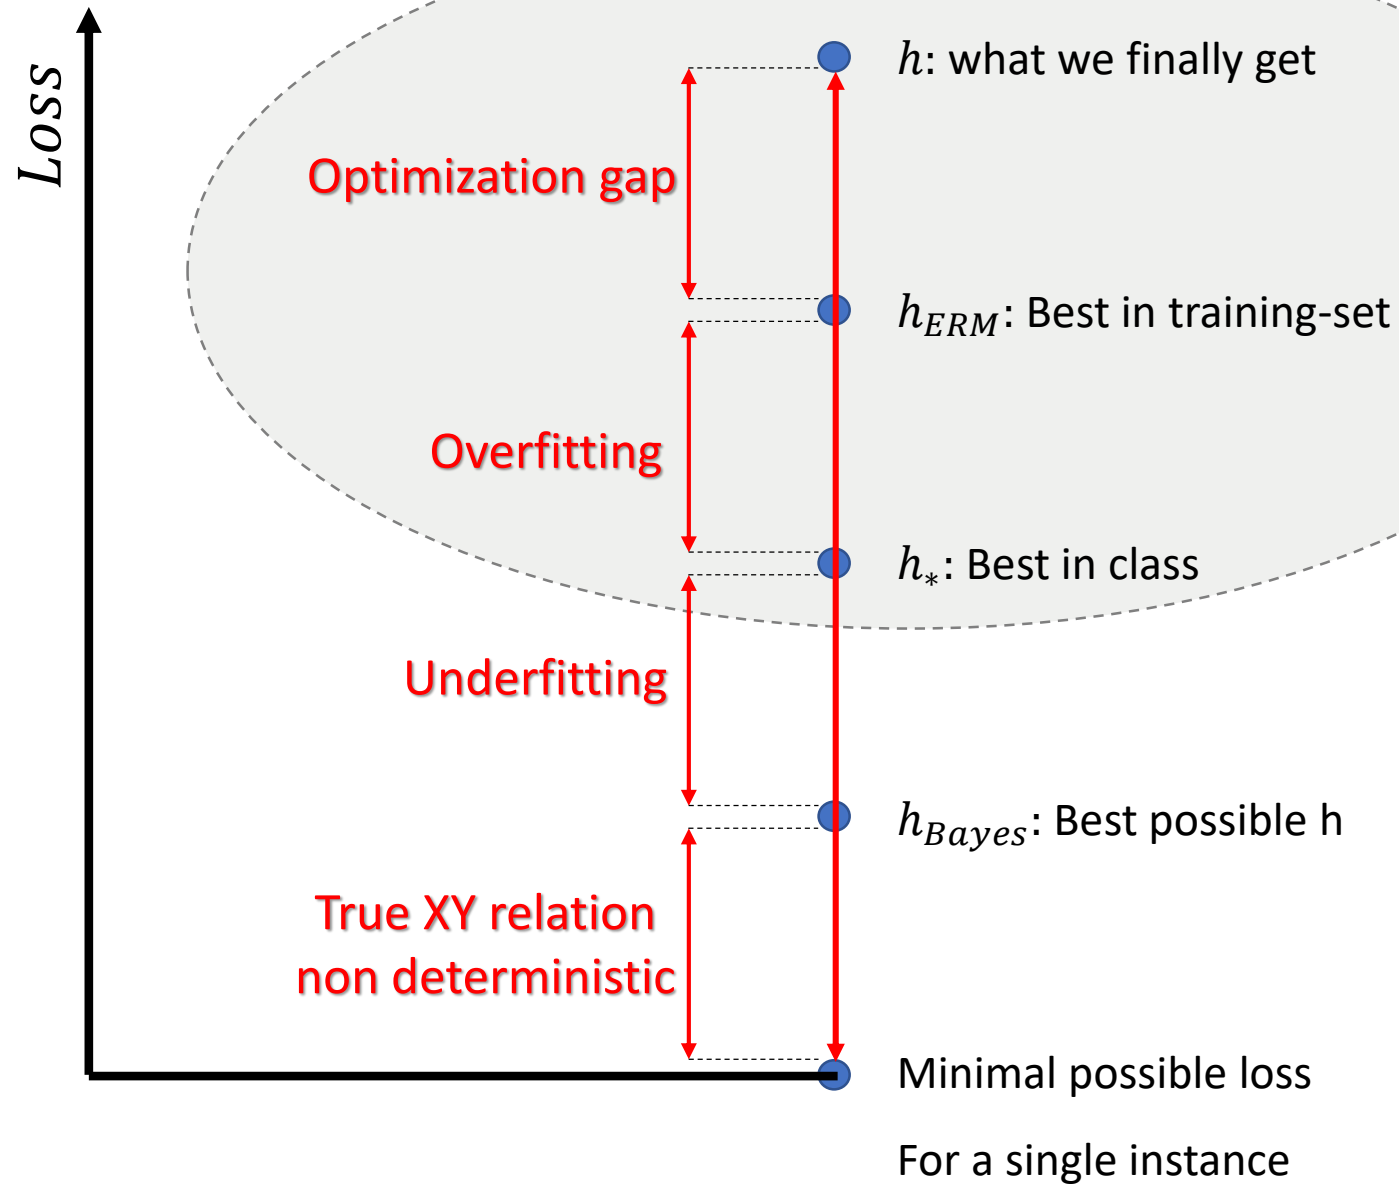 Loss
h: what we finally get
Optimization gap
h_ERM: Best in training-set
Overfitting
h_*: Best in class
Underfitting
h_Bayes: Best possible h
True XY relation
non deterministic
Minimal possible loss
For a single instance